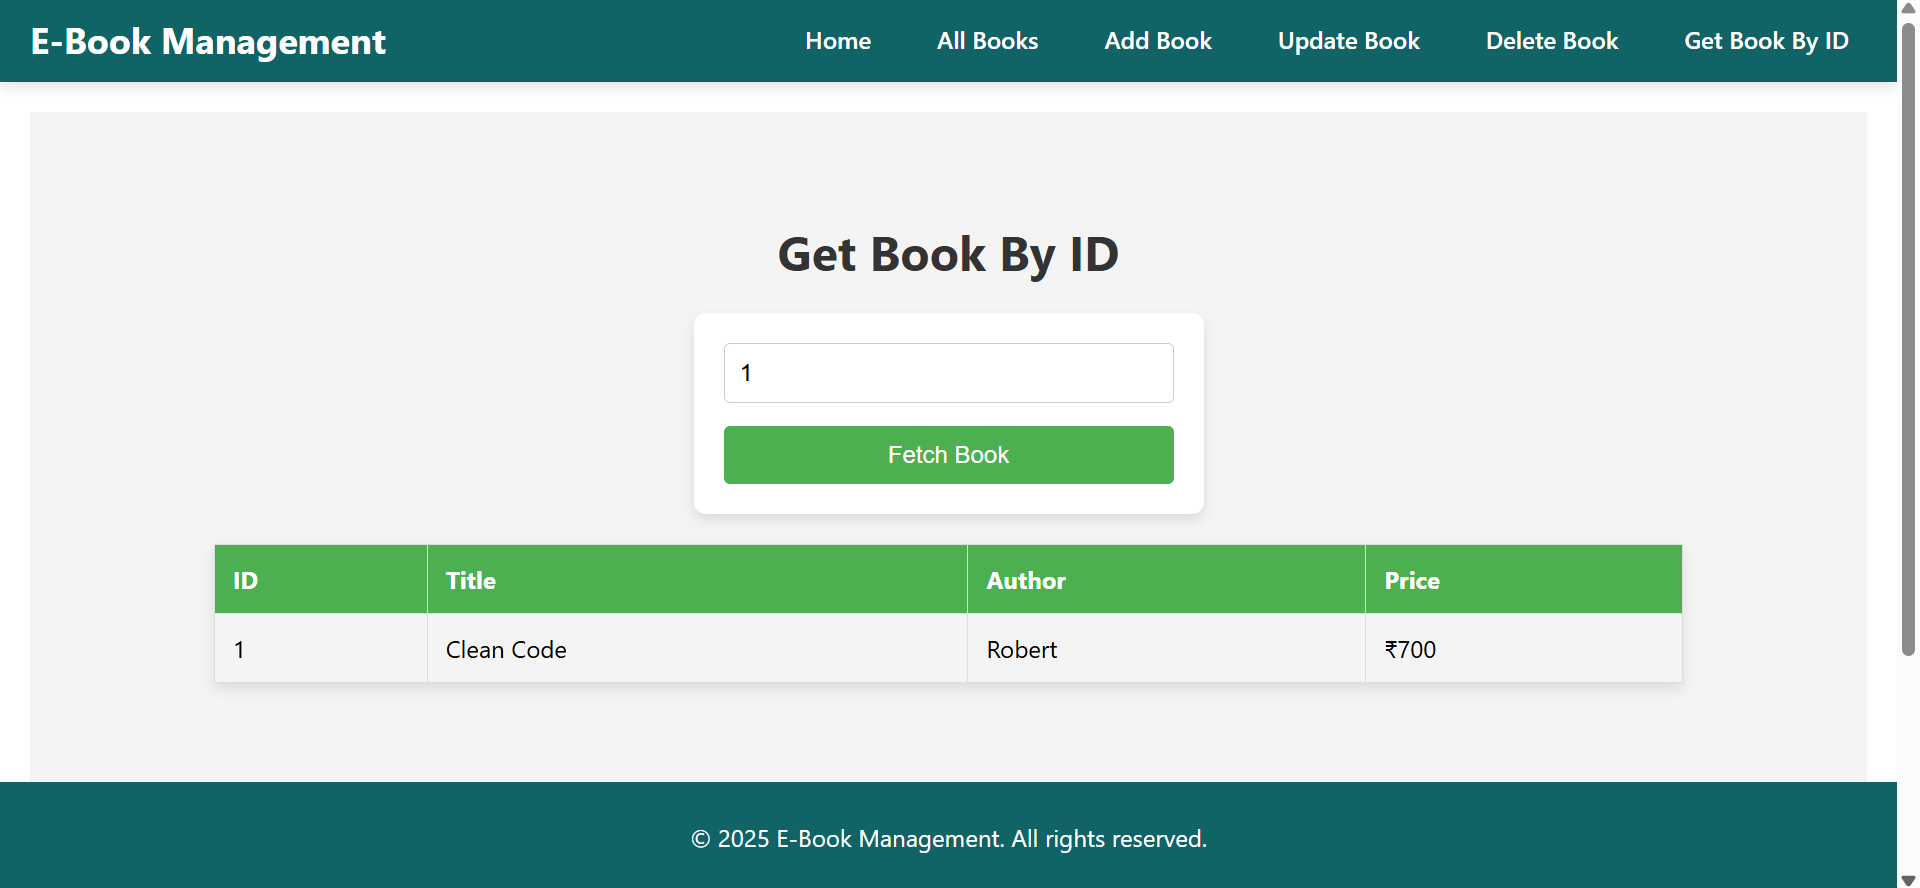 E-Book Management Home All Books Add Book Update Book Delete Book Get Book By ID
Get Book By ID
1
Fetch Book
ID Title Author Price
1 Clean Code Robert ₹700
© 2025 E-Book Management. All rights reserved.